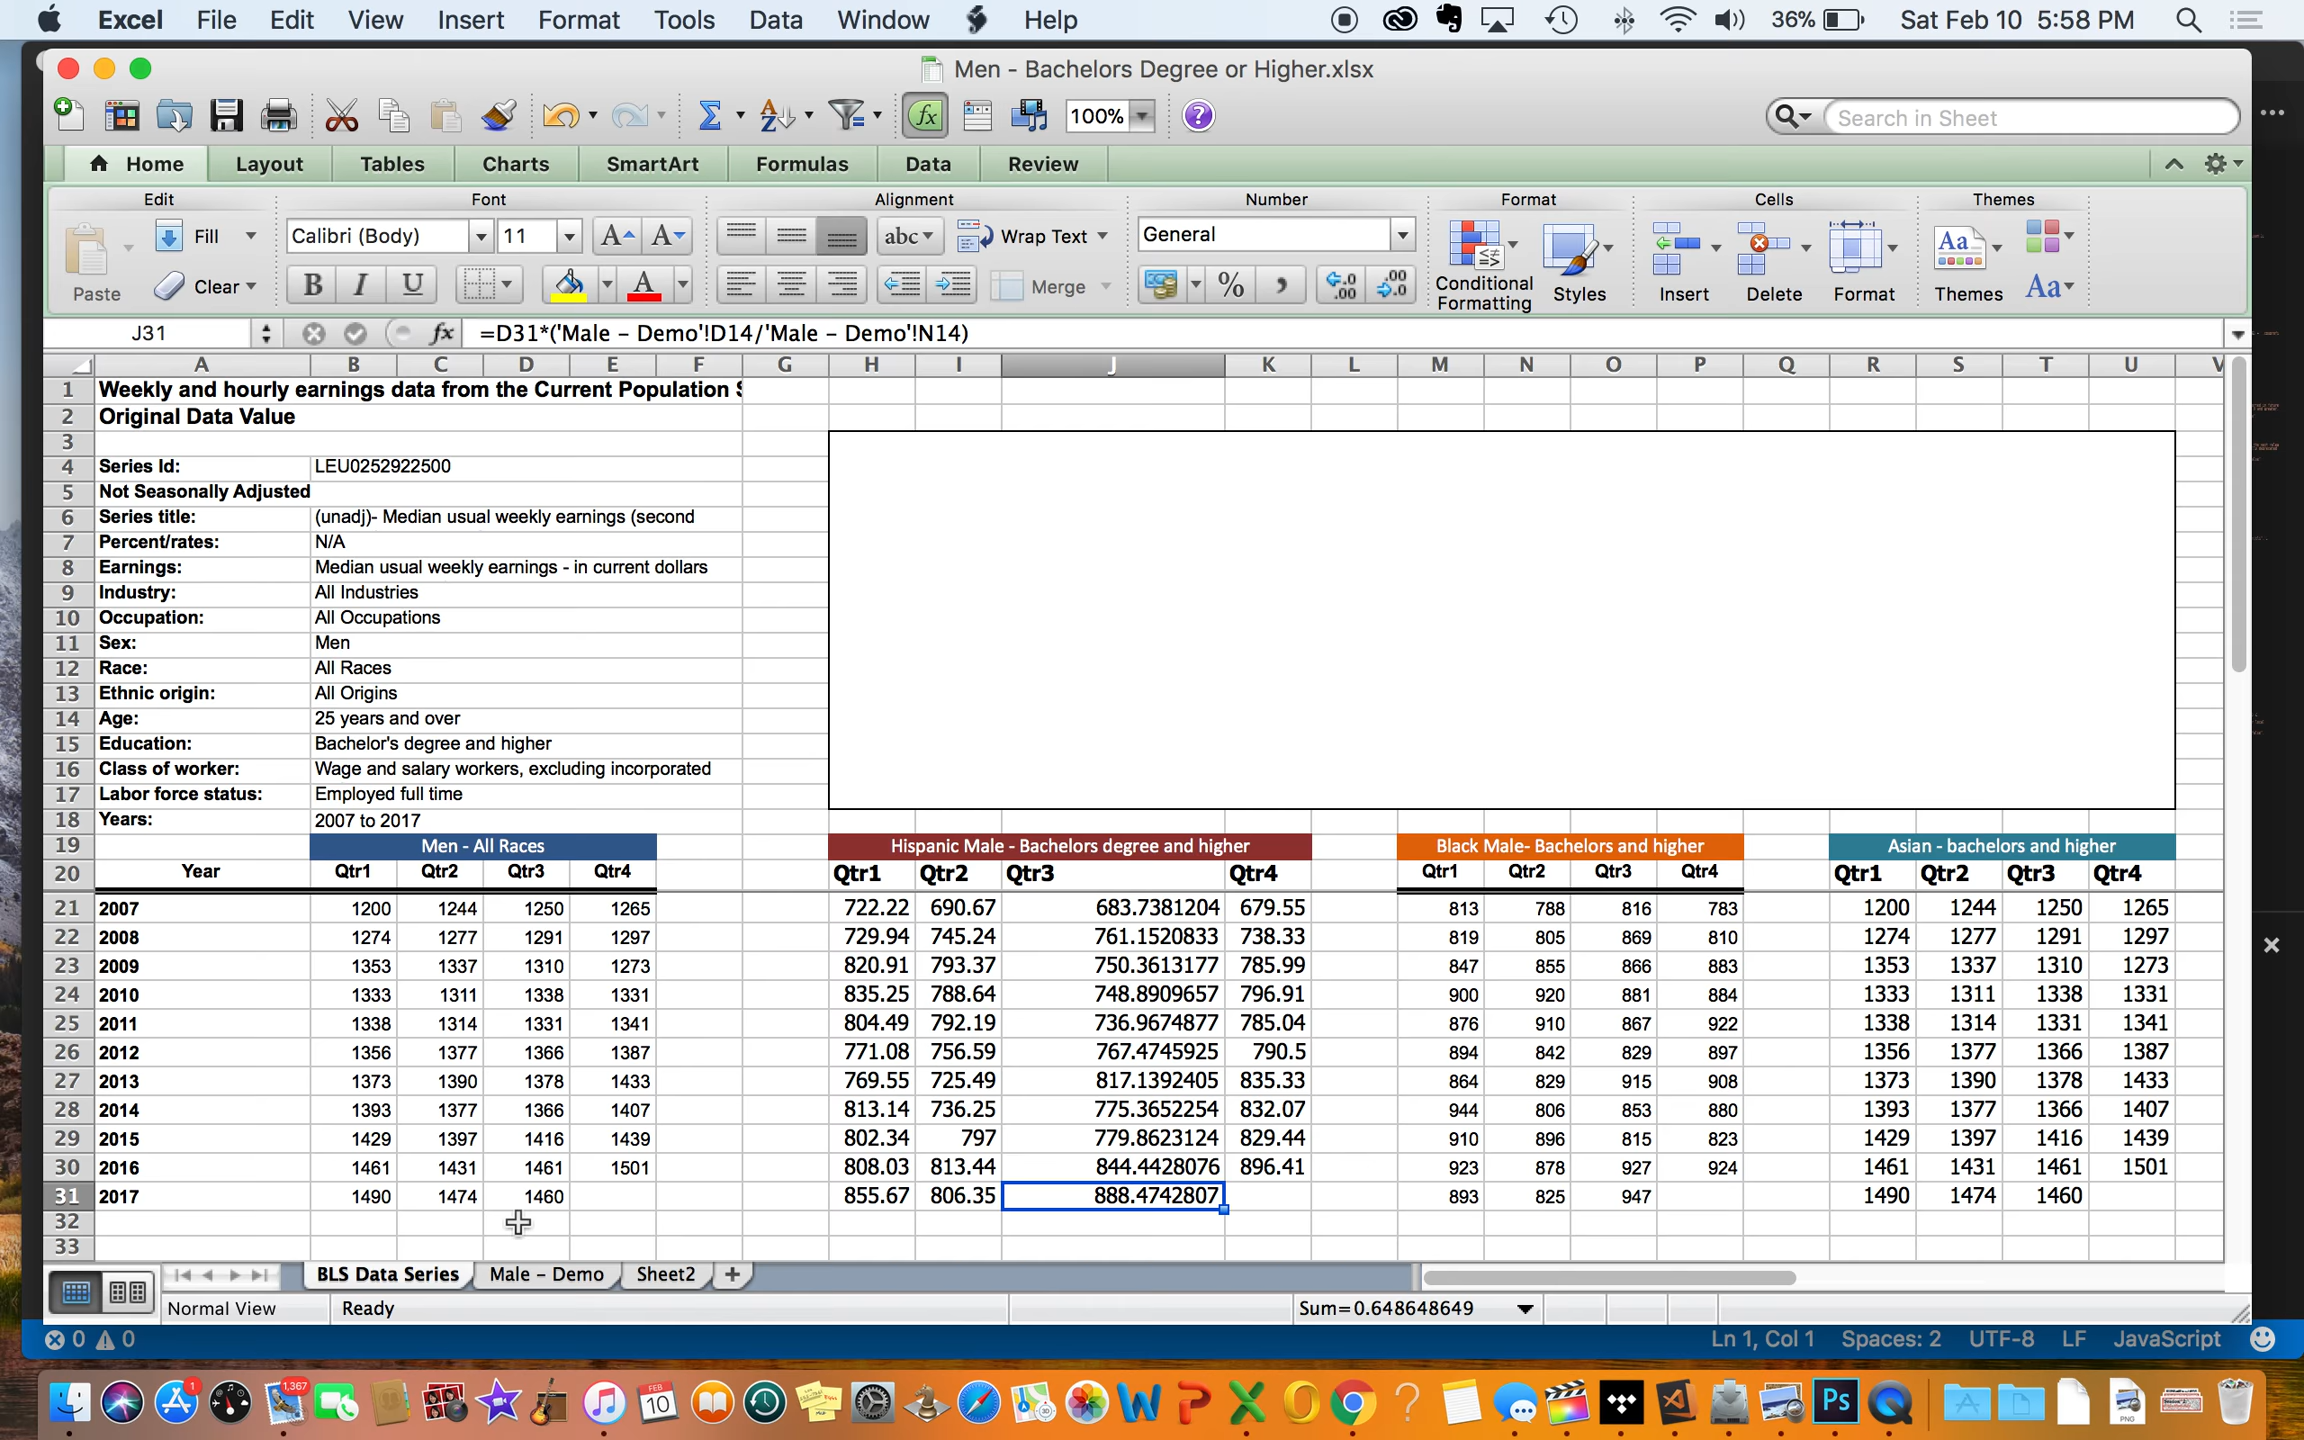 Excel File Edit View Insert Format Tools Data Window Help 36% Sat Feb 10 5:58 PM
Men - Bachelors Degree or Higher.xlsx
100% Search in Sheet
Home Layout Tables Charts SmartArt Formulas Data Review
Edit Font Alignment Number Format Cells Themes
Fill Calibri (Body) 11 abc Wrap Text General
Paste Clear B I U A Merge % Conditional Formatting Styles Insert Delete Format Themes Aa
J31 fx =D31*('Male – Demo'!D14/'Male – Demo'!N14)
A B C D E F G H I J K L M N O P Q R S T U V
1 Weekly and hourly earnings data from the Current Population S
2 Original Data Value
3
4 Series Id: LEU0252922500
5 Not Seasonally Adjusted
6 Series title: (unadj)- Median usual weekly earnings (second
7 Percent/rates: N/A
8 Earnings: Median usual weekly earnings - in current dollars
9 Industry: All Industries
10 Occupation: All Occupations
11 Sex: Men
12 Race: All Races
13 Ethnic origin: All Origins
14 Age: 25 years and over
15 Education: Bachelor's degree and higher
16 Class of worker: Wage and salary workers, excluding incorporated
17 Labor force status: Employed full time
18 Years: 2007 to 2017
19 Men - All Races Hispanic Male - Bachelors degree and higher Black Male- Bachelors and higher Asian - bachelors and higher
20 Year Qtr1 Qtr2 Qtr3 Qtr4 Qtr1 Qtr2 Qtr3 Qtr4 Qtr1 Qtr2 Qtr3 Qtr4 Qtr1 Qtr2 Qtr3 Qtr4
21 2007 1200 1244 1250 1265 722.22 690.67 683.7381204 679.55 813 788 816 783 1200 1244 1250 1265
22 2008 1274 1277 1291 1297 729.94 745.24 761.1520833 738.33 819 805 869 810 1274 1277 1291 1297
23 2009 1353 1337 1310 1273 820.91 793.37 750.3613177 785.99 847 855 866 883 1353 1337 1310 1273
24 2010 1333 1311 1338 1331 835.25 788.64 748.8909657 796.91 900 920 881 884 1333 1311 1338 1331
25 2011 1338 1314 1331 1341 804.49 792.19 736.9674877 785.04 876 910 867 922 1338 1314 1331 1341
26 2012 1356 1377 1366 1387 771.08 756.59 767.4745925 790.5 894 842 829 897 1356 1377 1366 1387
27 2013 1373 1390 1378 1433 769.55 725.49 817.1392405 835.33 864 829 915 908 1373 1390 1378 1433
28 2014 1393 1377 1366 1407 813.14 736.25 775.3652254 832.07 944 806 853 880 1393 1377 1366 1407
29 2015 1429 1397 1416 1439 802.34 797 779.8623124 829.44 910 896 815 823 1429 1397 1416 1439
30 2016 1461 1431 1461 1501 808.03 813.44 844.4428076 896.41 923 878 927 924 1461 1431 1461 1501
31 2017 1490 1474 1460 855.67 806.35 888.4742807 893 825 947 1490 1474 1460
32
33
BLS Data Series Male – Demo Sheet2 +
Normal View Ready Sum=0.648648649
0 0 Ln 1, Col 1 Spaces: 2 UTF-8 LF JavaScript
1 1,367 FEB 10 Ps PNG